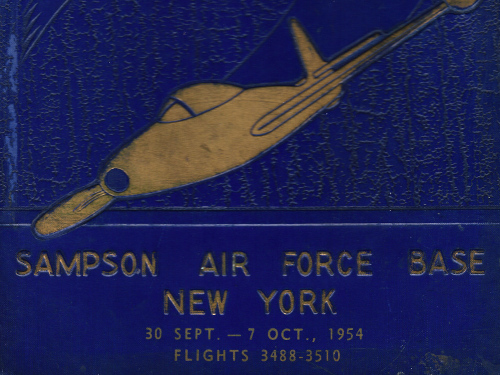 SAMPSON AIR FORCE BASE
NEW YORK
30 SEPT. — 7 OCT., 1954
FLIGHTS 3488-3510